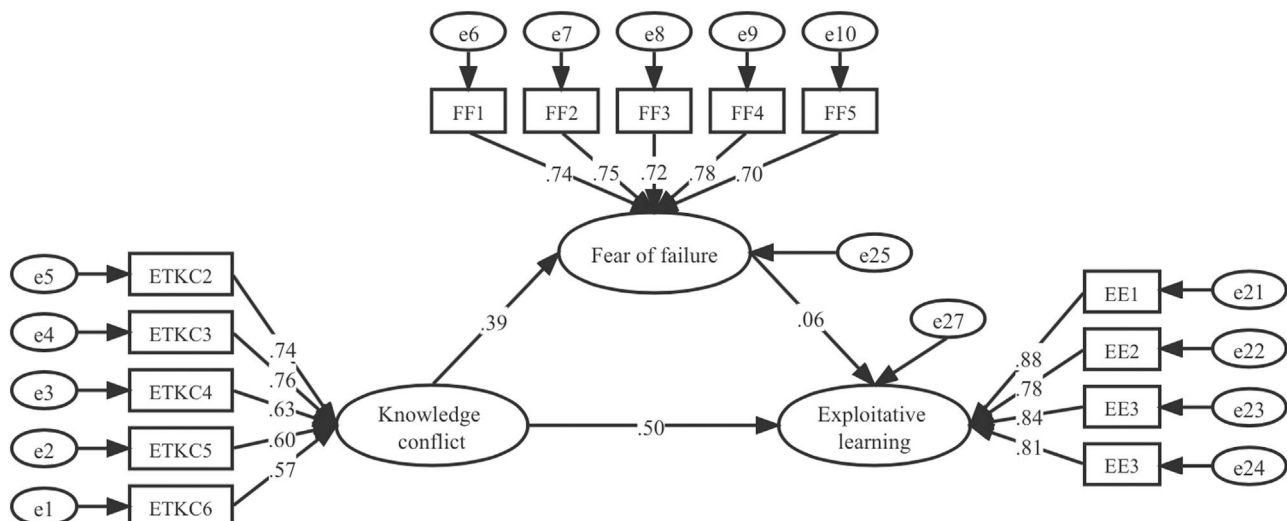 e6
e7
e8
e9
e10
FF1
FF2
FF3
FF4
FF5
.74
.75
.72
.78
.70
Fear of failure
e25
e5
ETKC2
e4
ETKC3
e3
ETKC4
e2
ETKC5
e1
ETKC6
.74
.76
.63
.60
.57
.39
.06
e27
Knowledge
conflict
.50
Exploitative
learning
.88
.78
.84
.81
EE1
e21
EE2
e22
EE3
e23
EE3
e24